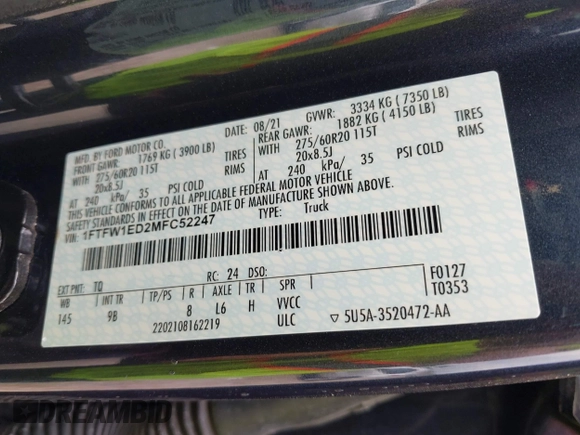 MFD. BY FORD MOTOR CO.
DATE: 08/21 GVWR: 3334 KG ( 7350 LB)
FRONT GAWR: 1769 KG ( 3900 LB) REAR GAWR: 1882 KG ( 4150 LB)
WITH 275/60R20 115T TIRES WITH 275/60R20 115T TIRES
20x8.5J RIMS 20x8.5J RIMS
AT 240 kPa/ 35 PSI COLD AT 240 kPa/ 35 PSI COLD
THIS VEHICLE CONFORMS TO ALL APPLICABLE FEDERAL MOTOR VEHICLE
SAFETY STANDARDS IN EFFECT ON THE DATE OF MANUFACTURE SHOWN ABOVE.
VIN: 1FTFW1ED2MFC52247 TYPE: Truck
F0127
T0353
EXT PNT: TQ RC: 24 DSO:
WB INT TR TP/PS R AXLE TR SPR
145 9B 8 L6 H VVCC
2202108162219 ULC ▽ 5U5A-3520472-AA
DREAMBID